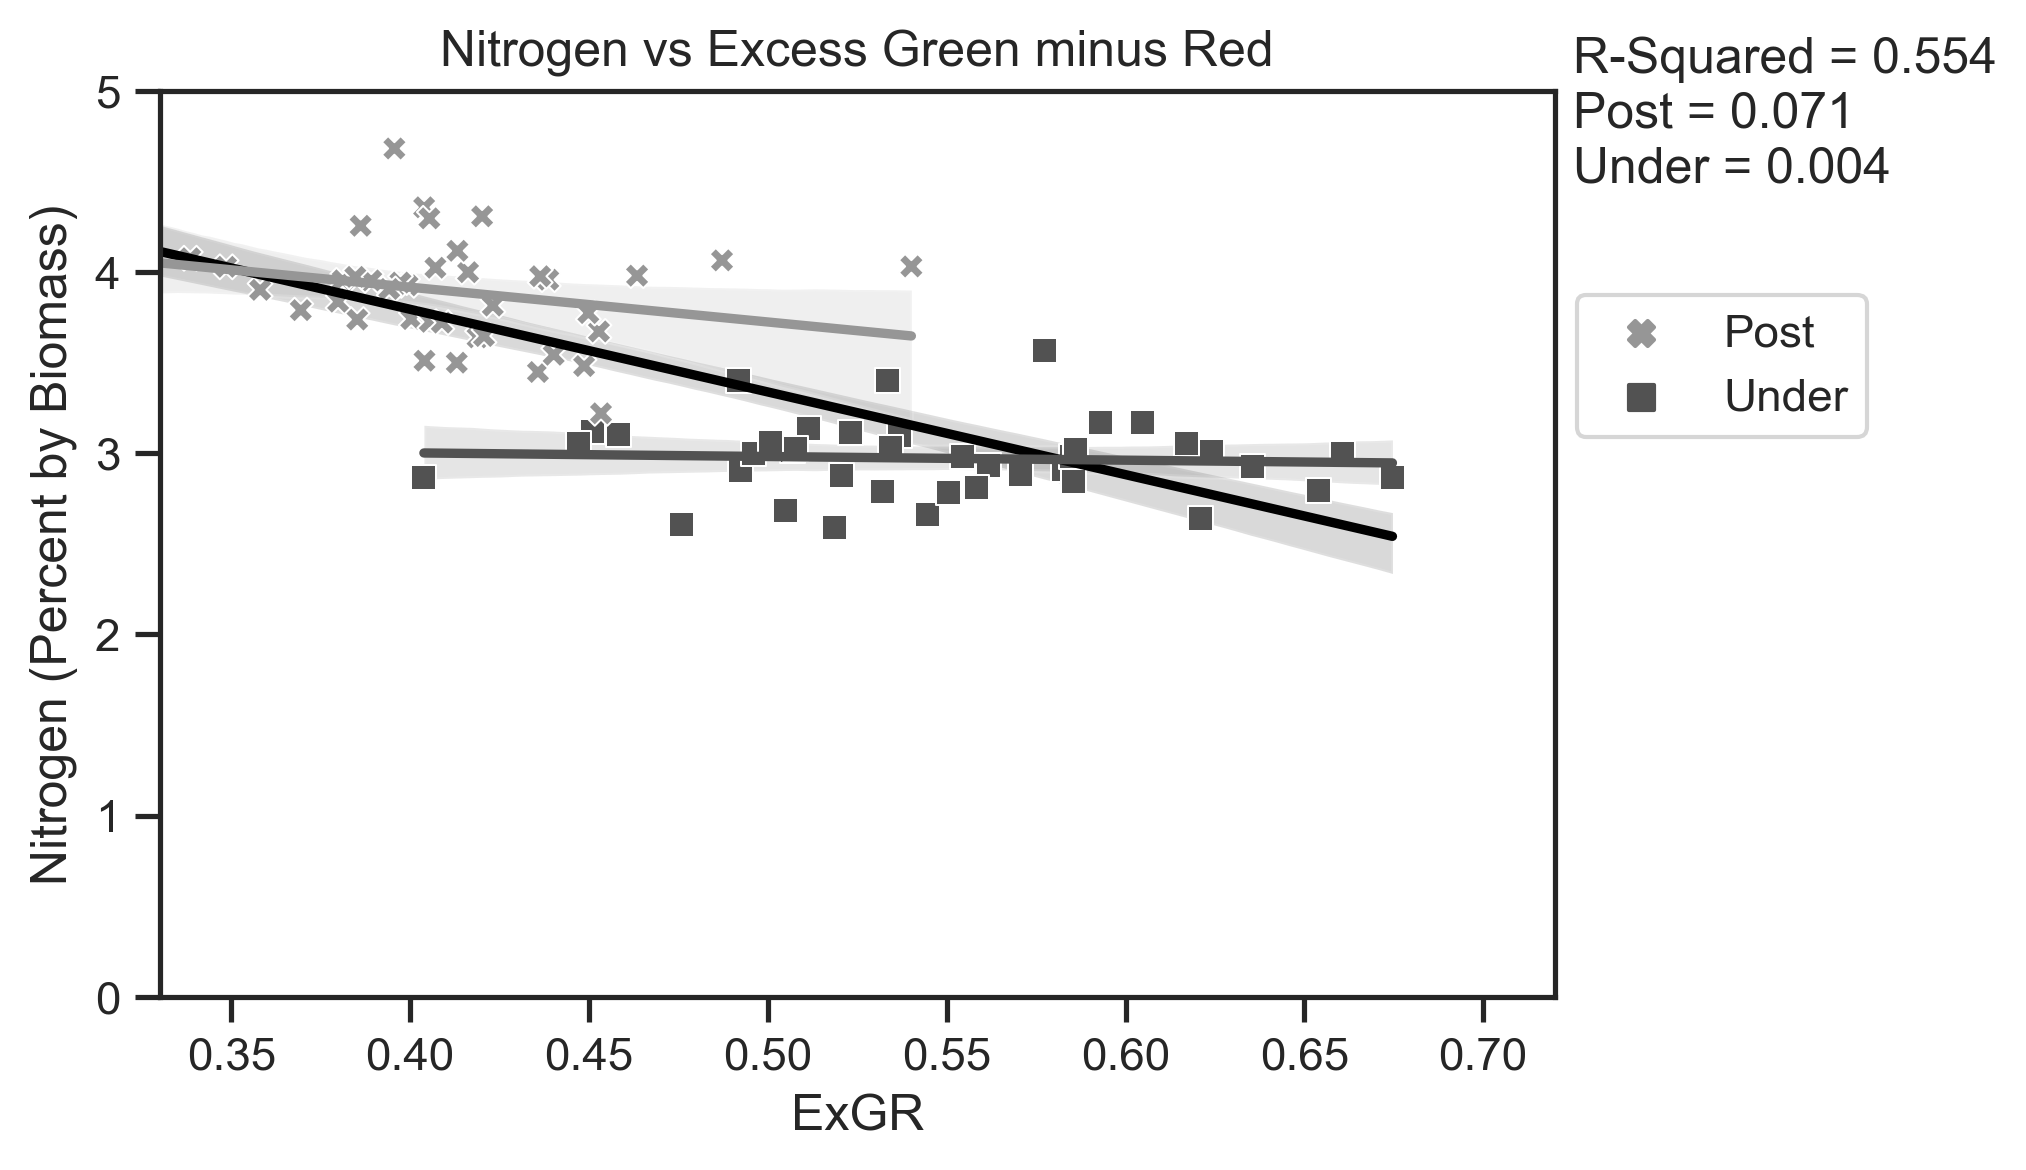 Nitrogen vs Excess Green minus Red
R-Squared = 0.554
Post = 0.071
Under = 0.004
Nitrogen (Percent by Biomass)
5
4
3
2
1
0
Post
Under
0.35 0.40 0.45 0.50 0.55 0.60 0.65 0.70
ExGR